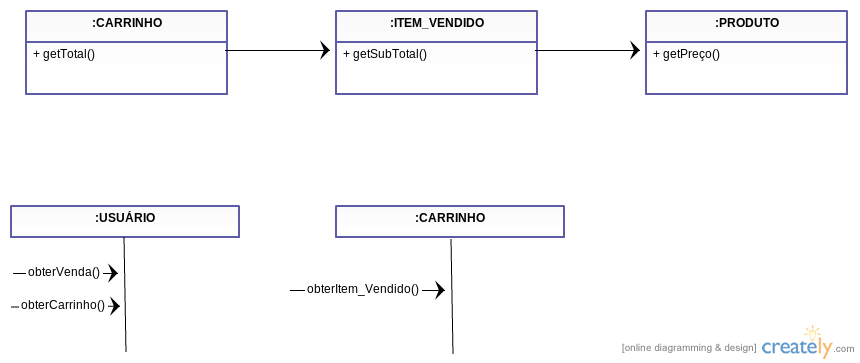 :CARRINHO
+ getTotal()
:ITEM_VENDIDO
+ getSubTotal()
:PRODUTO
+ getPreço()
:USUÁRIO
obterVenda()
obterCarrinho()
:CARRINHO
obterItem_Vendido()
[online diagramming & design] creately.com